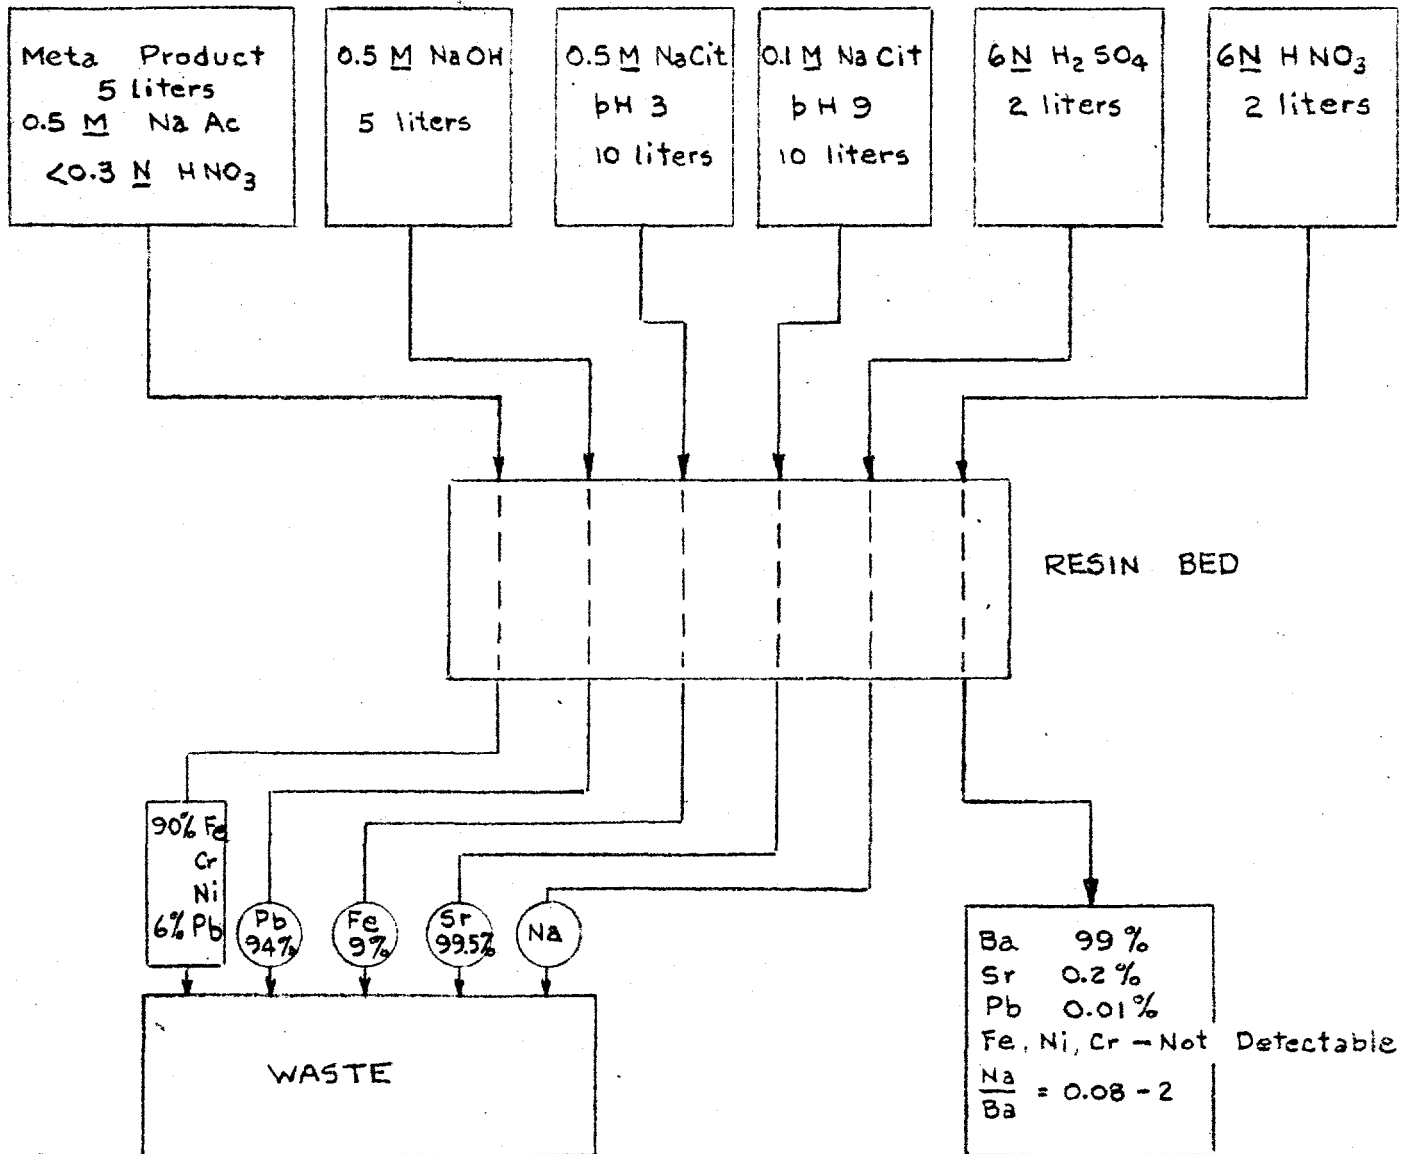 Meta Product
5 liters
0.5 M Na Ac
<0.3 N HNO3
0.5 M NaOH
5 liters
0.5 M NaCit
pH 3
10 liters
0.1 M Na Cit
pH 9
10 liters
6N H2SO4
2 liters
6N HNO3
2 liters
RESIN BED
90% Fe
Cr
Ni
6% Pb
Pb
94%
Fe
9%
Sr
99.5%
Na
WASTE
Ba 99%
Sr 0.2%
Pb 0.01%
Fe, Ni, Cr - Not Detectable
Na
Ba = 0.08 - 2